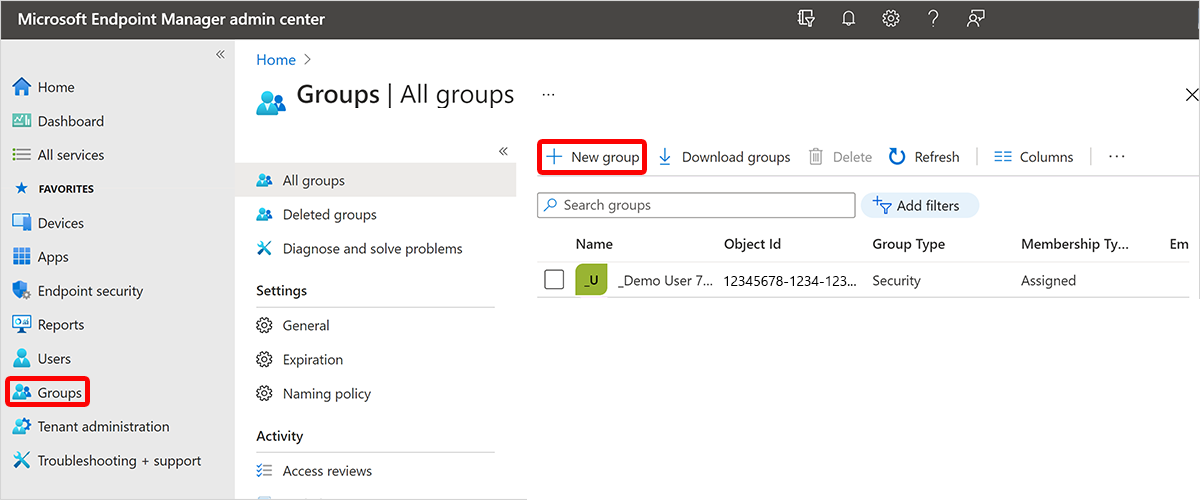 Microsoft Endpoint Manager admin center
Home
Dashboard
All services
FAVORITES
Devices
Apps
Endpoint security
Reports
Users
Groups
Tenant administration
Troubleshooting + support
Home
Groups | All groups
All groups
Deleted groups
Diagnose and solve problems
Settings
General
Expiration
Naming policy
Activity
Access reviews
New group Download groups Delete Refresh Columns
Search groups Add filters
Name Object Id Group Type Membership Ty... Em
_U _Demo User 7... 12345678-1234-123... Security Assigned